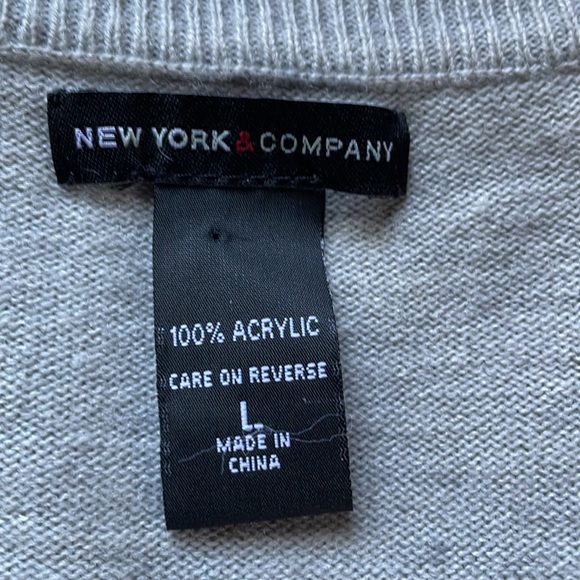 NEW YORK & COMPANY
100% ACRYLIC
CARE ON REVERSE
L
MADE IN
CHINA